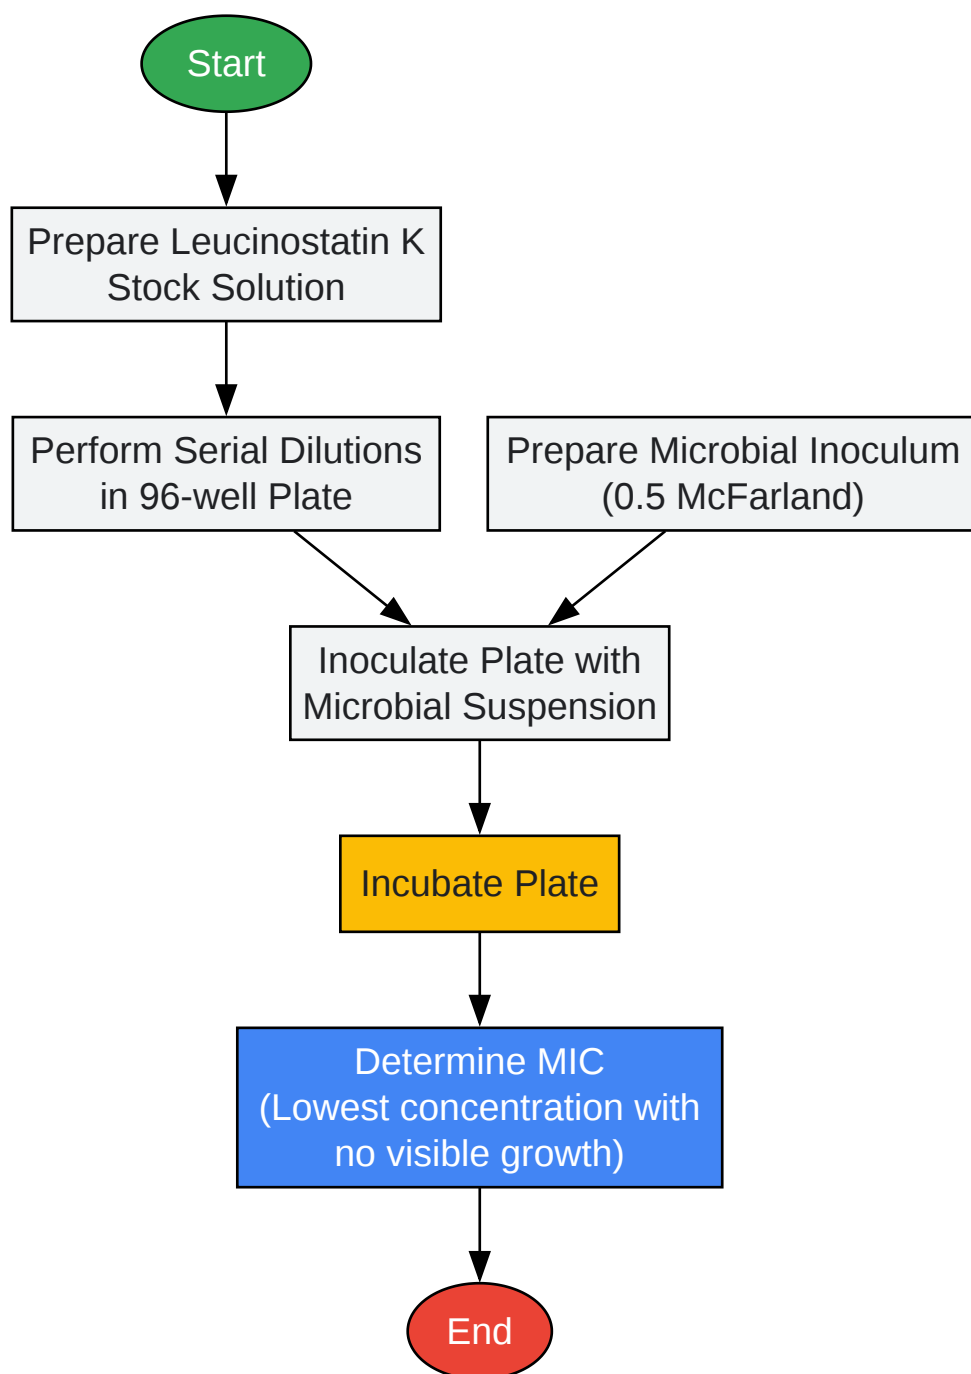 Start
Prepare Leucinostatin K
Stock Solution
Perform Serial Dilutions
in 96-well Plate
Prepare Microbial Inoculum
(0.5 McFarland)
Inoculate Plate with
Microbial Suspension
Incubate Plate
Determine MIC
(Lowest concentration with
no visible growth)
End